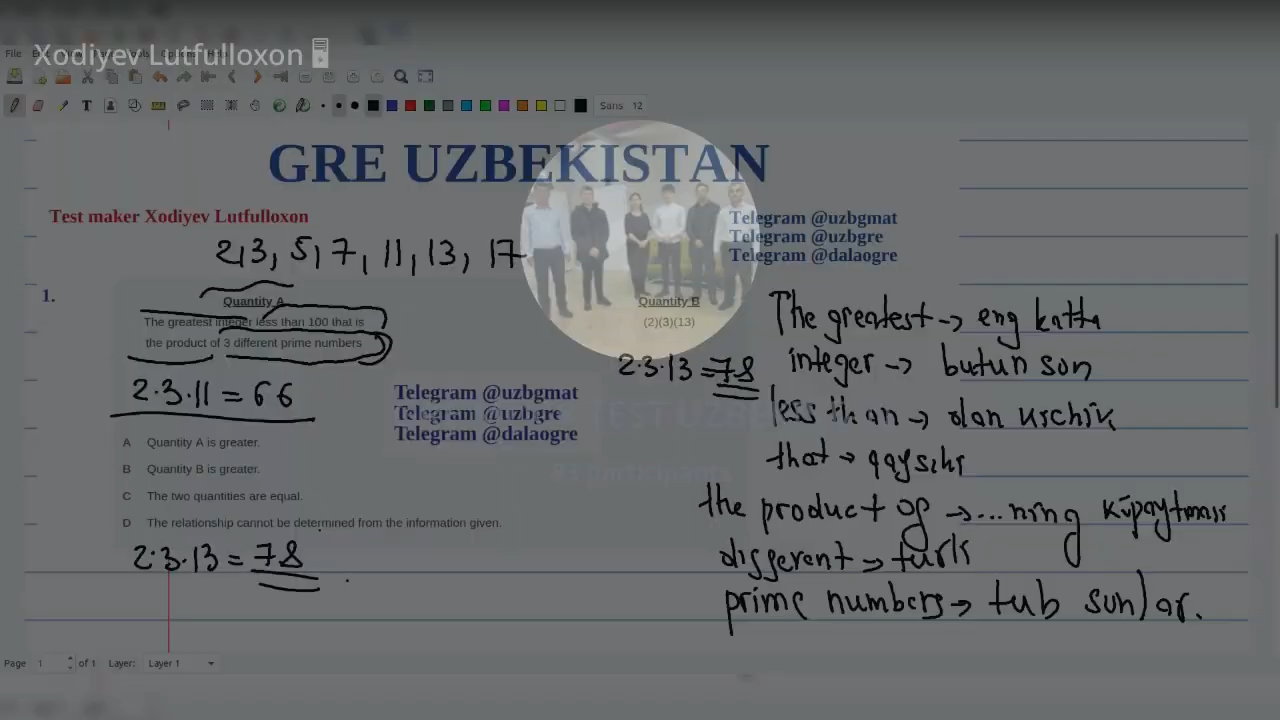 Xodiyev Lutfulloxon
File
Sans 12
GRE UZBEKISTAN
Test maker Xodiyev Lutfulloxon
Telegram @uzbgmat
Telegram @uzbgre
Telegram @dalaogre
2,3, 5,7, 11, 13, 17
1.
Quantity A
The greatest integer less than 100 that is
the product of 3 different prime numbers
Quantity B
(2)(3)(13)
2·3·13 = 78
2·3·11 = 66
Telegram @uzbgmat
Telegram @uzbgre
Telegram @dalaogre
A Quantity A is greater.
B Quantity B is greater.
C The two quantities are equal.
D The relationship cannot be determined from the information given.
2·3·13 = 78
The greatest → eng katta
integer → butun son
less than → dan kichik
that → qaysiki
the product of → ...ning
different → turli
prime numbers → tub sonlar.
participants
Page 1 of 1 Layer: Layer 1